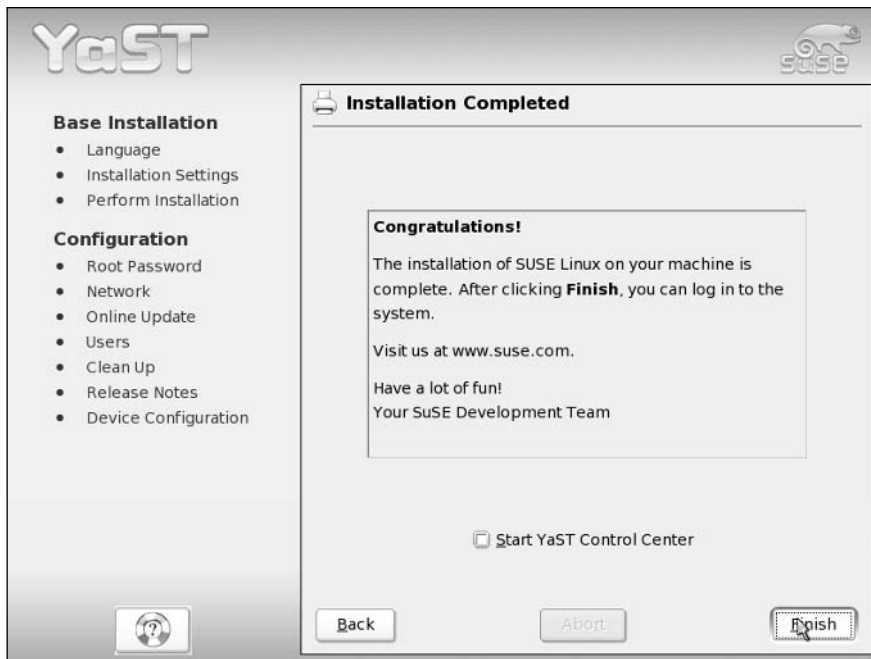 YaST
SuSE
Base Installation
• Language
• Installation Settings
• Perform Installation
Configuration
• Root Password
• Network
• Online Update
• Users
• Clean Up
• Release Notes
• Device Configuration
Installation Completed
Congratulations!
The installation of SUSE Linux on your machine is
complete. After clicking Finish, you can log in to the
system.
Visit us at www.suse.com.
Have a lot of fun!
Your SuSE Development Team
Start YaST Control Center
?
Back
Abort
Finish